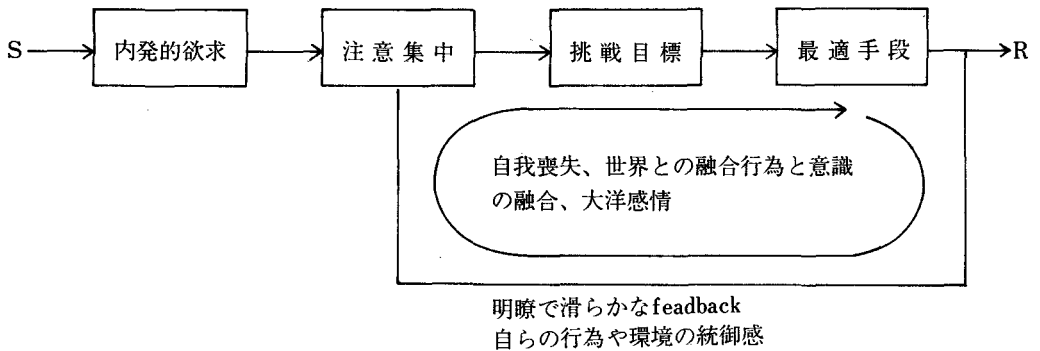 S 内発的欲求 注意集中 挑戦目標 最適手段 R
自我喪失、世界との融合行為と意識
の融合、大洋感情
明瞭で滑らかなfeadback
自らの行為や環境の統御感